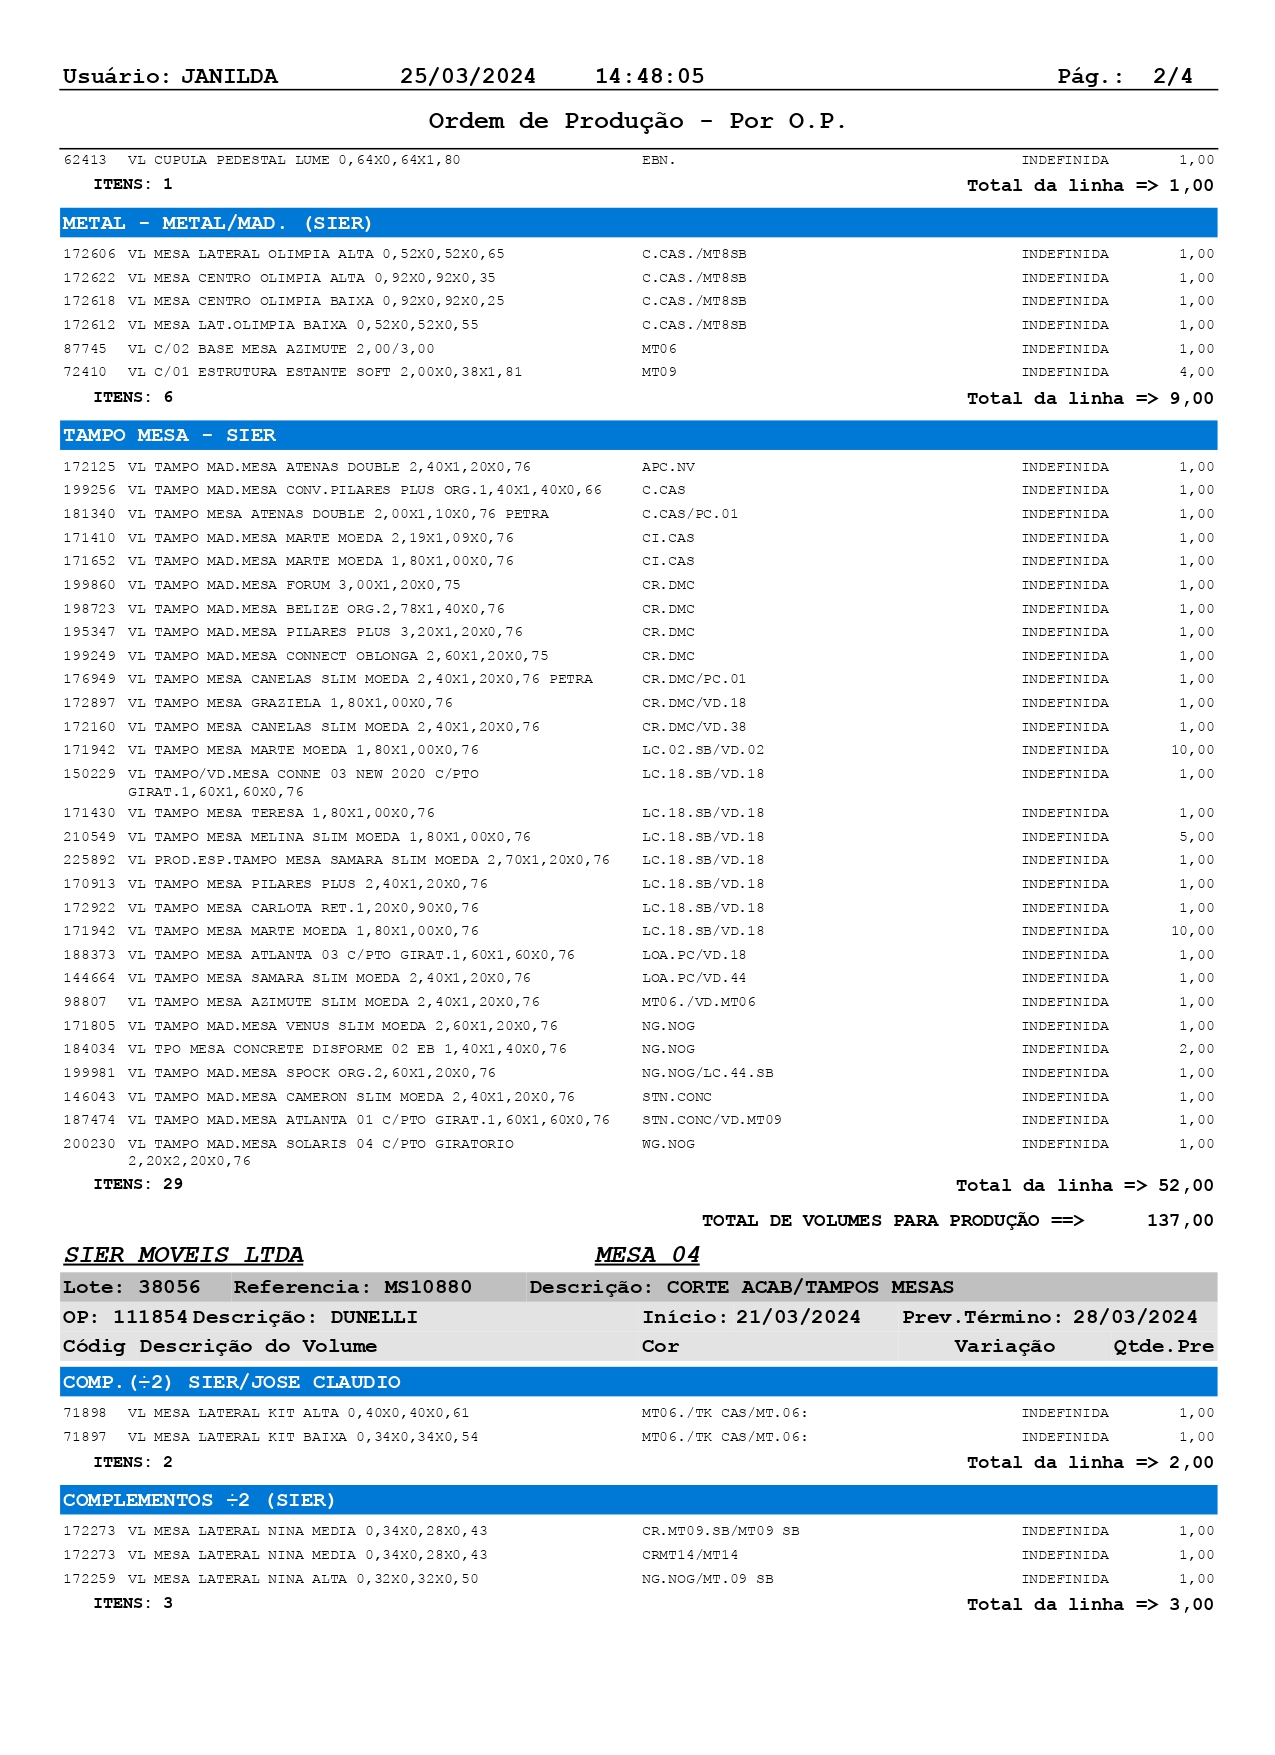 Usuário: JANILDA 25/03/2024 14:48:05 Pág.: 2/4
Ordem de Produção - Por O.P.
62413 VL CUPULA PEDESTAL LUME 0,64X0,64X1,80 EBN. INDEFINIDA 1,00
ITENS: 1 Total da linha => 1,00
METAL - METAL/MAD. (SIER)
172606 VL MESA LATERAL OLIMPIA ALTA 0,52X0,52X0,65 C.CAS./MT8SB INDEFINIDA 1,00
172622 VL MESA CENTRO OLIMPIA ALTA 0,92X0,92X0,35 C.CAS./MT8SB INDEFINIDA 1,00
172618 VL MESA CENTRO OLIMPIA BAIXA 0,92X0,92X0,25 C.CAS./MT8SB INDEFINIDA 1,00
172612 VL MESA LAT.OLIMPIA BAIXA 0,52X0,52X0,55 C.CAS./MT8SB INDEFINIDA 1,00
87745 VL C/02 BASE MESA AZIMUTE 2,00/3,00 MT06 INDEFINIDA 1,00
72410 VL C/01 ESTRUTURA ESTANTE SOFT 2,00X0,38X1,81 MT09 INDEFINIDA 4,00
ITENS: 6 Total da linha => 9,00
TAMPO MESA - SIER
172125 VL TAMPO MAD.MESA ATENAS DOUBLE 2,40X1,20X0,76 APC.NV INDEFINIDA 1,00
199256 VL TAMPO MAD.MESA CONV.PILARES PLUS ORG.1,40X1,40X0,66 C.CAS INDEFINIDA 1,00
181340 VL TAMPO MESA ATENAS DOUBLE 2,00X1,10X0,76 PETRA C.CAS/PC.01 INDEFINIDA 1,00
171410 VL TAMPO MAD.MESA MARTE MOEDA 2,19X1,09X0,76 CI.CAS INDEFINIDA 1,00
171652 VL TAMPO MAD.MESA MARTE MOEDA 1,80X1,00X0,76 CI.CAS INDEFINIDA 1,00
199860 VL TAMPO MAD.MESA FORUM 3,00X1,20X0,75 CR.DMC INDEFINIDA 1,00
198723 VL TAMPO MAD.MESA BELIZE ORG.2,78X1,40X0,76 CR.DMC INDEFINIDA 1,00
195347 VL TAMPO MAD.MESA PILARES PLUS 3,20X1,20X0,76 CR.DMC INDEFINIDA 1,00
199249 VL TAMPO MAD.MESA CONNECT OBLONGA 2,60X1,20X0,75 CR.DMC INDEFINIDA 1,00
176949 VL TAMPO MESA CANELAS SLIM MOEDA 2,40X1,20X0,76 PETRA CR.DMC/PC.01 INDEFINIDA 1,00
172897 VL TAMPO MESA GRAZIELA 1,80X1,00X0,76 CR.DMC/VD.18 INDEFINIDA 1,00
172160 VL TAMPO MESA CANELAS SLIM MOEDA 2,40X1,20X0,76 CR.DMC/VD.38 INDEFINIDA 1,00
171942 VL TAMPO MESA MARTE MOEDA 1,80X1,00X0,76 LC.02.SB/VD.02 INDEFINIDA 10,00
150229 VL TAMPO/VD.MESA CONNE 03 NEW 2020 C/PTO LC.18.SB/VD.18 INDEFINIDA 1,00
GIRAT.1,60X1,60X0,76
171430 VL TAMPO MESA TERESA 1,80X1,00X0,76 LC.18.SB/VD.18 INDEFINIDA 1,00
210549 VL TAMPO MESA MELINA SLIM MOEDA 1,80X1,00X0,76 LC.18.SB/VD.18 INDEFINIDA 5,00
225892 VL PROD.ESP.TAMPO MESA SAMARA SLIM MOEDA 2,70X1,20X0,76 LC.18.SB/VD.18 INDEFINIDA 1,00
170913 VL TAMPO MESA PILARES PLUS 2,40X1,20X0,76 LC.18.SB/VD.18 INDEFINIDA 1,00
172922 VL TAMPO MESA CARLOTA RET.1,20X0,90X0,76 LC.18.SB/VD.18 INDEFINIDA 1,00
171942 VL TAMPO MESA MARTE MOEDA 1,80X1,00X0,76 LC.18.SB/VD.18 INDEFINIDA 10,00
188373 VL TAMPO MESA ATLANTA 03 C/PTO GIRAT.1,60X1,60X0,76 LOA.PC/VD.18 INDEFINIDA 1,00
144664 VL TAMPO MESA SAMARA SLIM MOEDA 2,40X1,20X0,76 LOA.PC/VD.44 INDEFINIDA 1,00
98807 VL TAMPO MESA AZIMUTE SLIM MOEDA 2,40X1,20X0,76 MT06./VD.MT06 INDEFINIDA 1,00
171805 VL TAMPO MAD.MESA VENUS SLIM MOEDA 2,60X1,20X0,76 NG.NOG INDEFINIDA 1,00
184034 VL TPO MESA CONCRETE DISFORME 02 EB 1,40X1,40X0,76 NG.NOG INDEFINIDA 2,00
199981 VL TAMPO MAD.MESA SPOCK ORG.2,60X1,20X0,76 NG.NOG/LC.44.SB INDEFINIDA 1,00
146043 VL TAMPO MAD.MESA CAMERON SLIM MOEDA 2,40X1,20X0,76 STN.CONC INDEFINIDA 1,00
187474 VL TAMPO MAD.MESA ATLANTA 01 C/PTO GIRAT.1,60X1,60X0,76 STN.CONC/VD.MT09 INDEFINIDA 1,00
200230 VL TAMPO MAD.MESA SOLARIS 04 C/PTO GIRATORIO WG.NOG INDEFINIDA 1,00
2,20X2,20X0,76
ITENS: 29 Total da linha => 52,00
TOTAL DE VOLUMES PARA PRODUÇÃO ==> 137,00
SIER MOVEIS LTDA MESA 04
Lote: 38056 Referencia: MS10880 Descrição: CORTE ACAB/TAMPOS MESAS
OP: 111854 Descrição: DUNELLI Início: 21/03/2024 Prev.Término: 28/03/2024
Códig Descrição do Volume Cor Variação Qtde.Pre
COMP.(÷2) SIER/JOSE CLAUDIO
71898 VL MESA LATERAL KIT ALTA 0,40X0,40X0,61 MT06./TK CAS/MT.06: INDEFINIDA 1,00
71897 VL MESA LATERAL KIT BAIXA 0,34X0,34X0,54 MT06./TK CAS/MT.06: INDEFINIDA 1,00
ITENS: 2 Total da linha => 2,00
COMPLEMENTOS ÷2 (SIER)
172273 VL MESA LATERAL NINA MEDIA 0,34X0,28X0,43 CR.MT09.SB/MT09 SB INDEFINIDA 1,00
172273 VL MESA LATERAL NINA MEDIA 0,34X0,28X0,43 CRMT14/MT14 INDEFINIDA 1,00
172259 VL MESA LATERAL NINA ALTA 0,32X0,32X0,50 NG.NOG/MT.09 SB INDEFINIDA 1,00
ITENS: 3 Total da linha => 3,00